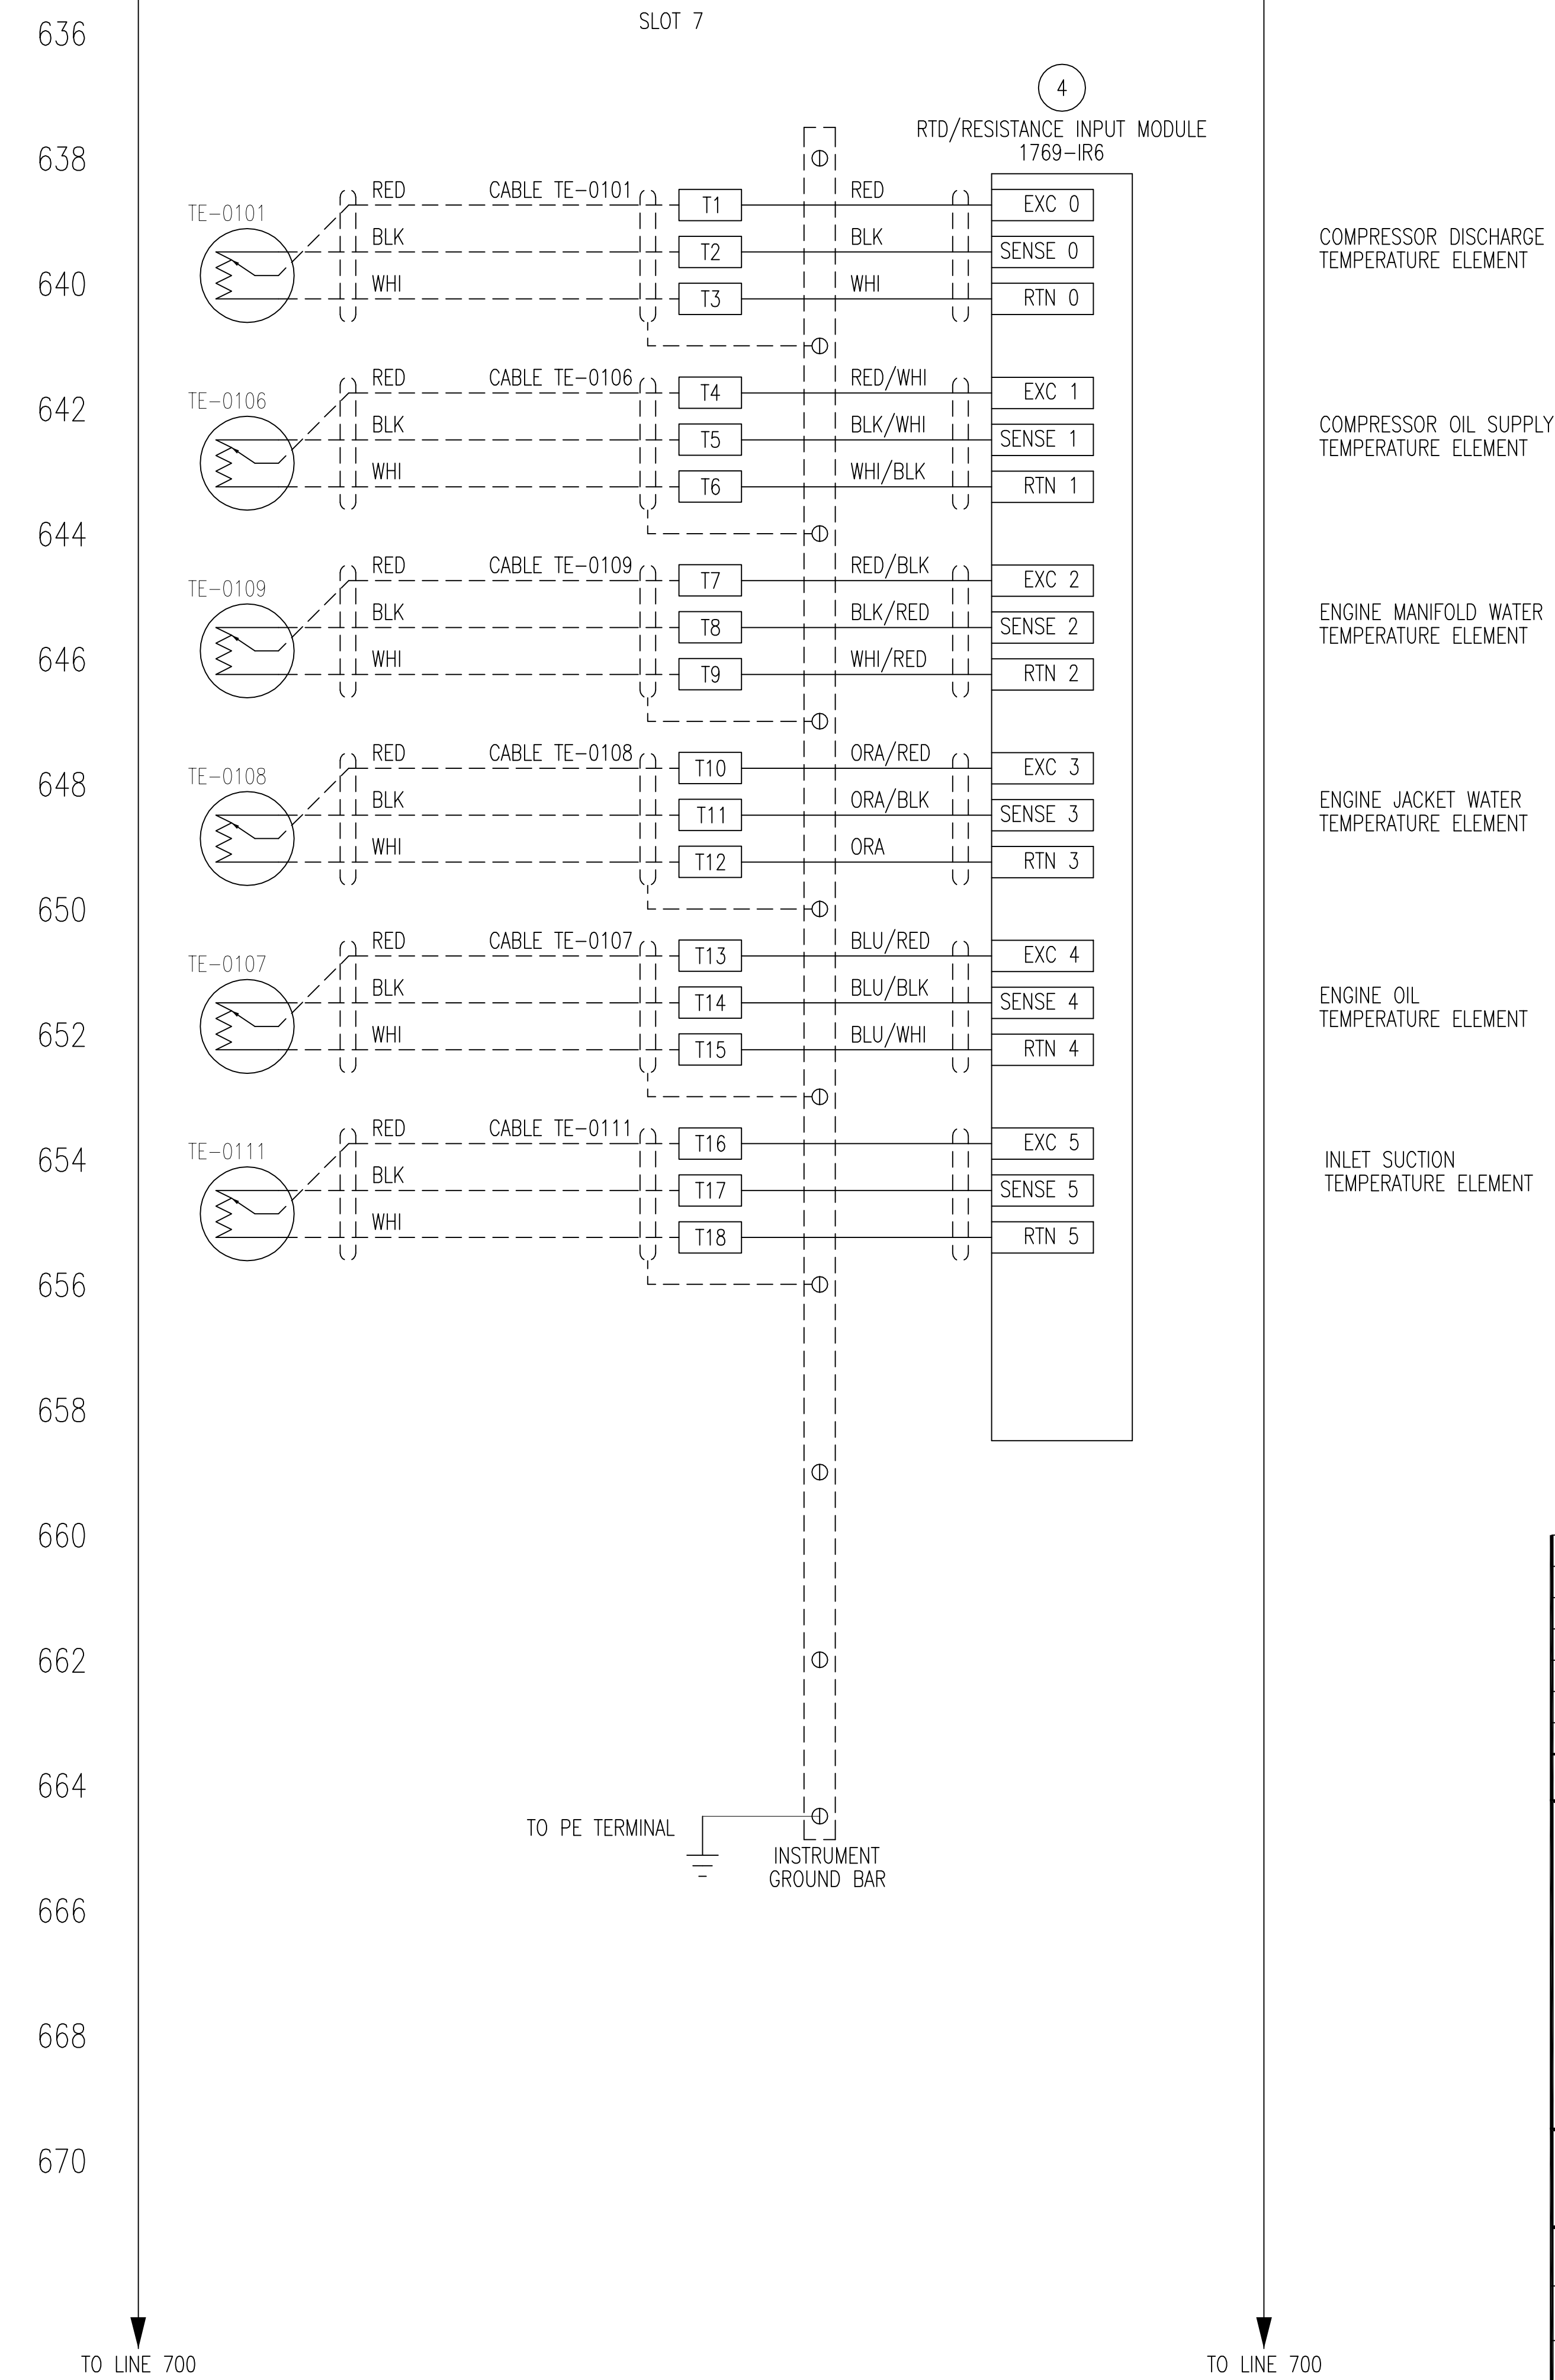 636
SLOT 7
4
RTD/RESISTANCE INPUT MODULE
1769-IR6
638
RED CABLE TE-0101 T1 RED EXC 0
TE-0101
BLK T2 BLK SENSE 0
COMPRESSOR DISCHARGE
TEMPERATURE ELEMENT
640
WHI T3 WHI RTN 0
RED CABLE TE-0106 T4 RED/WHI EXC 1
TE-0106
642
BLK T5 BLK/WHI SENSE 1
COMPRESSOR OIL SUPPLY
TEMPERATURE ELEMENT
WHI T6 WHI/BLK RTN 1
644
RED CABLE TE-0109 T7 RED/BLK EXC 2
TE-0109
BLK T8 BLK/RED SENSE 2
ENGINE MANIFOLD WATER
TEMPERATURE ELEMENT
646
WHI T9 WHI/RED RTN 2
RED CABLE TE-0108 T10 ORA/RED EXC 3
TE-0108
648
BLK T11 ORA/BLK SENSE 3
ENGINE JACKET WATER
TEMPERATURE ELEMENT
WHI T12 ORA RTN 3
650
RED CABLE TE-0107 T13 BLU/RED EXC 4
TE-0107
BLK T14 BLU/BLK SENSE 4
ENGINE OIL
TEMPERATURE ELEMENT
652
WHI T15 BLU/WHI RTN 4
RED CABLE TE-0111 T16 EXC 5
TE-0111
654
BLK T17 SENSE 5
INLET SUCTION
TEMPERATURE ELEMENT
WHI T18 RTN 5
656
658
660
662
664
TO PE TERMINAL
INSTRUMENT
GROUND BAR
666
668
670
TO LINE 700 TO LINE 700